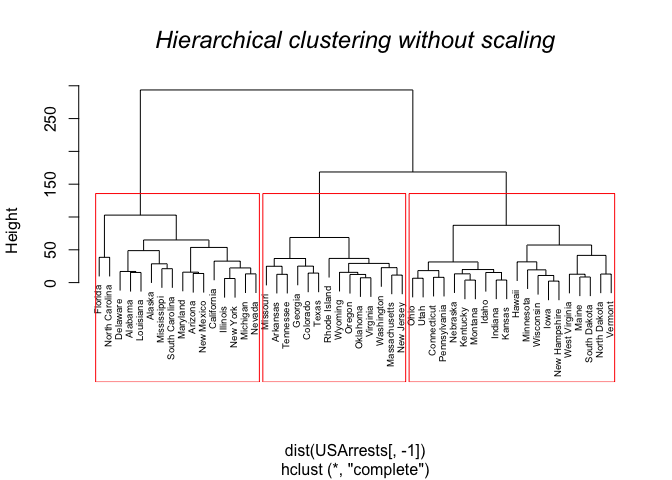 Hierarchical clustering without scaling
Height
250
150
50
0
Florida
North Carolina
Delaware
Alabama
Louisiana
Alaska
Mississippi
South Carolina
Maryland
Arizona
New Mexico
California
Illinois
New York
Michigan
Nevada
Missouri
Arkansas
Tennessee
Georgia
Colorado
Texas
Rhode Island
Wyoming
Oregon
Oklahoma
Virginia
Washington
Massachusetts
New Jersey
Ohio
Utah
Connecticut
Pennsylvania
Nebraska
Kentucky
Montana
Idaho
Indiana
Kansas
Hawaii
Minnesota
Wisconsin
Iowa
New Hampshire
West Virginia
Maine
South Dakota
North Dakota
Vermont
dist(USArrests[, -1])
hclust (*, "complete")